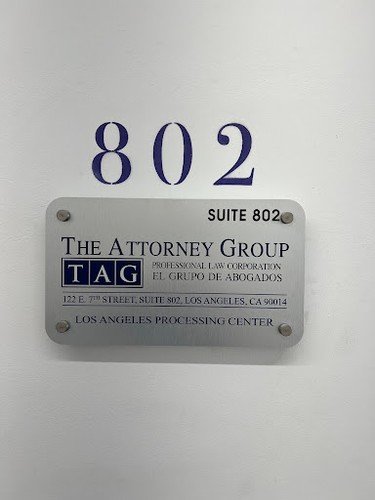 802
SUITE 802
THE ATTORNEY GROUP
TAG
PROFESSIONAL LAW CORPORATION
EL GRUPO DE ABOGADOS
122 E. 7TH STREET, SUITE 802, LOS ANGELES, CA 90014
LOS ANGELES PROCESSING CENTER